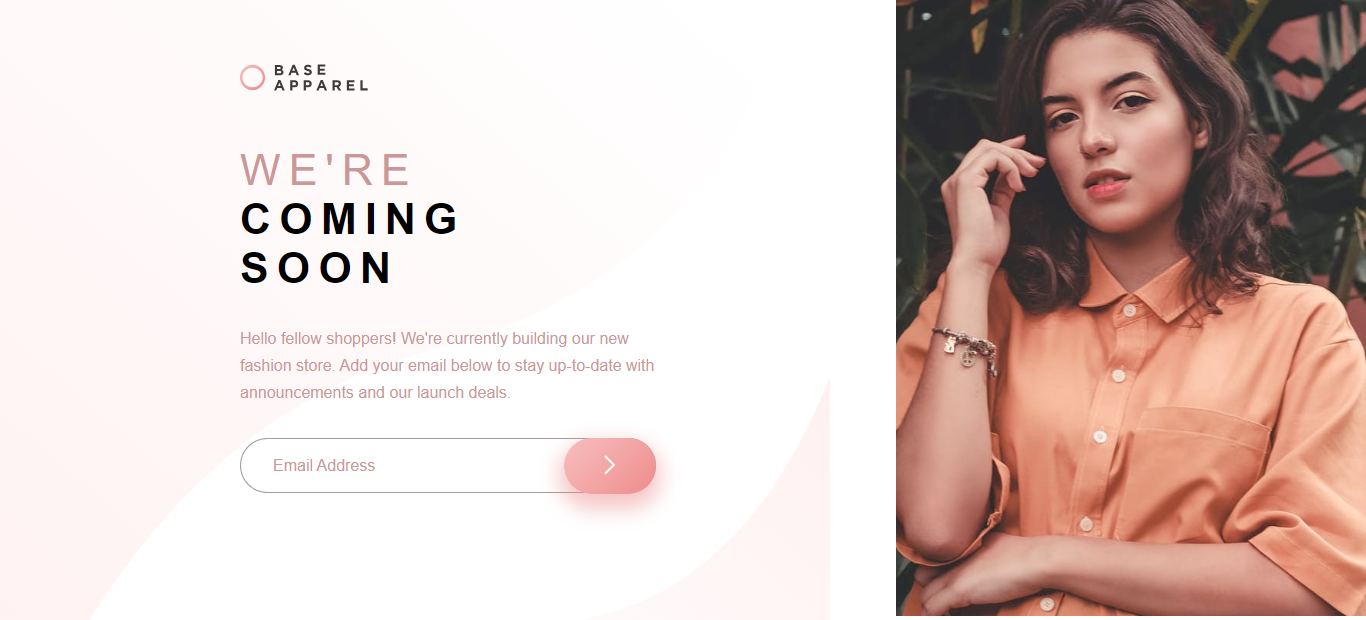 BASE
APPAREL
WE'RE
COMING
SOON
Hello fellow shoppers! We're currently building our new
fashion store. Add your email below to stay up-to-date with
announcements and our launch deals.
Email Address